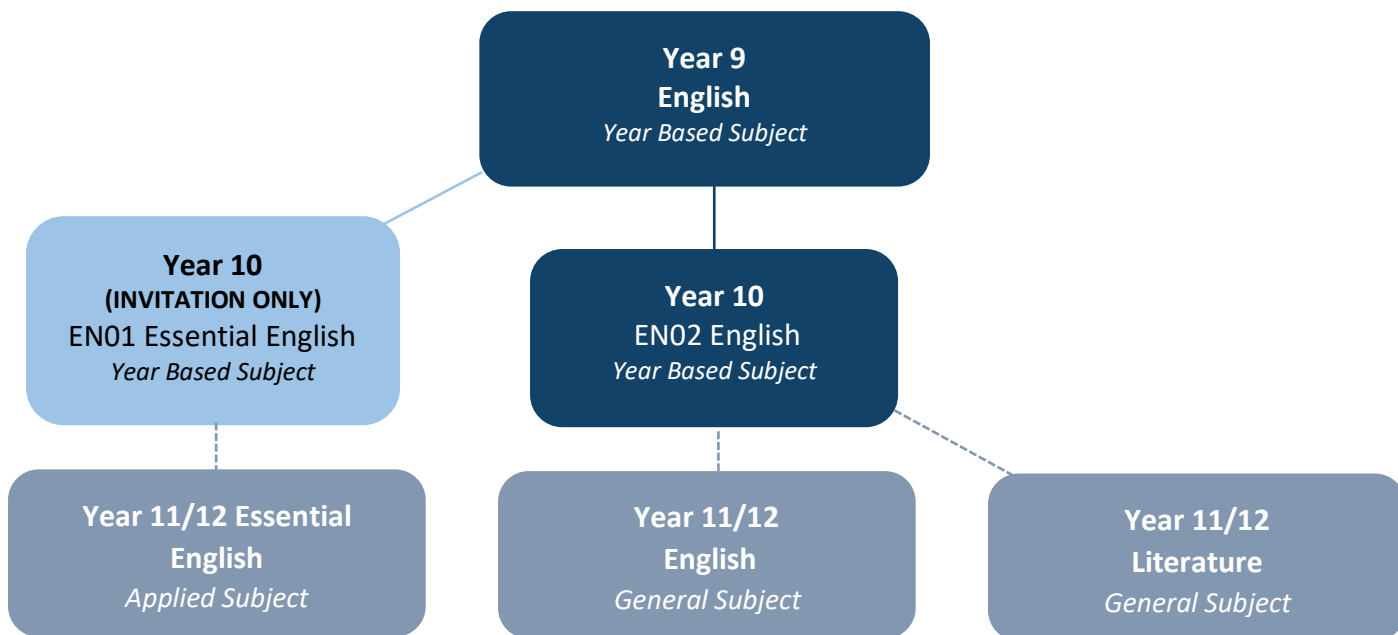 Year 9
English
Year Based Subject
Year 10
(INVITATION ONLY)
EN01 Essential English
Year Based Subject
Year 10
EN02 English
Year Based Subject
Year 11/12 Essential
English
Applied Subject
Year 11/12
English
General Subject
Year 11/12
Literature
General Subject